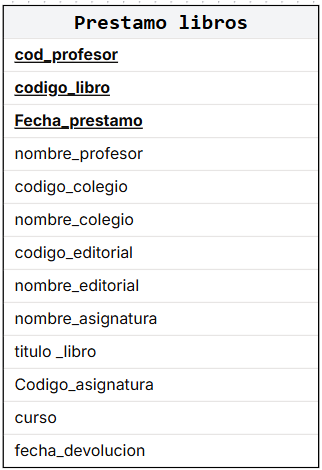 Prestamo libros
cod_profesor
codigo_libro
Fecha_prestamo
nombre_profesor
codigo_colegio
nombre_colegio
codigo_editorial
nombre_editorial
nombre_asignatura
titulo _libro
Codigo_asignatura
curso
fecha_devolucion